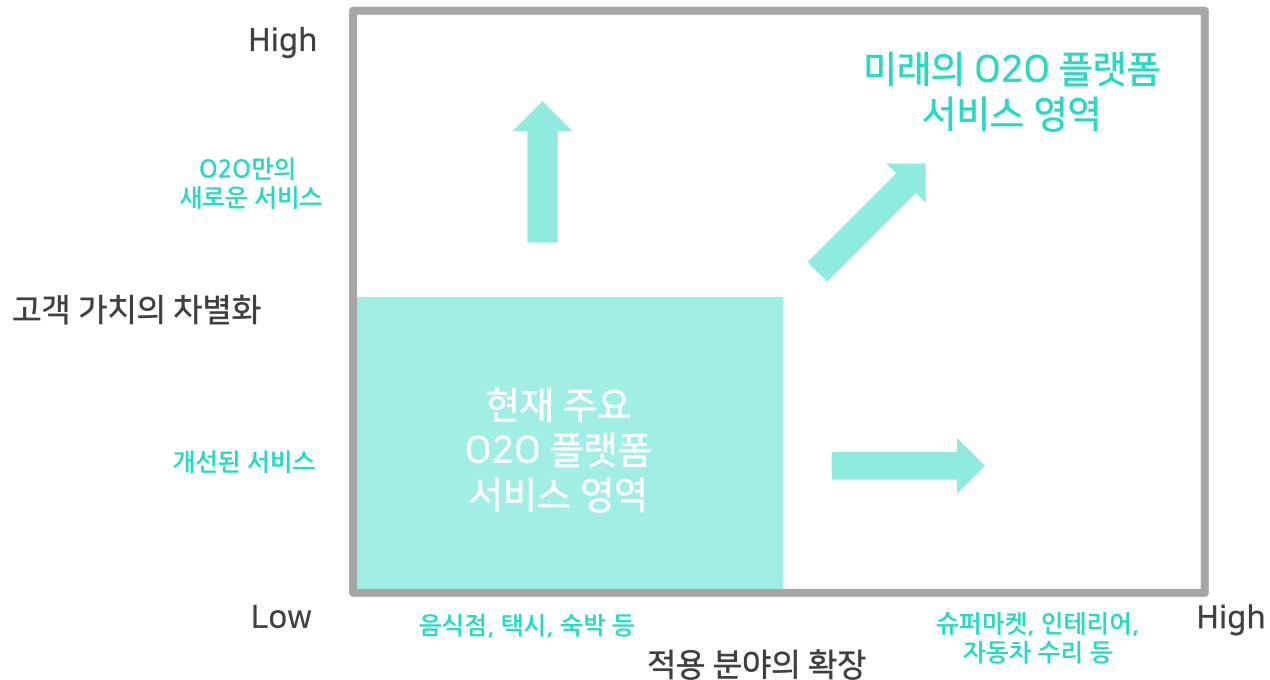 High
미래의 O2O 플랫폼
서비스 영역
O2O만의
새로운 서비스
고객 가치의 차별화
현재 주요
O2O 플랫폼
서비스 영역
개선된 서비스
Low
음식점, 택시, 숙박 등
슈퍼마켓, 인테리어,
자동차 수리 등
High
적용 분야의 확장